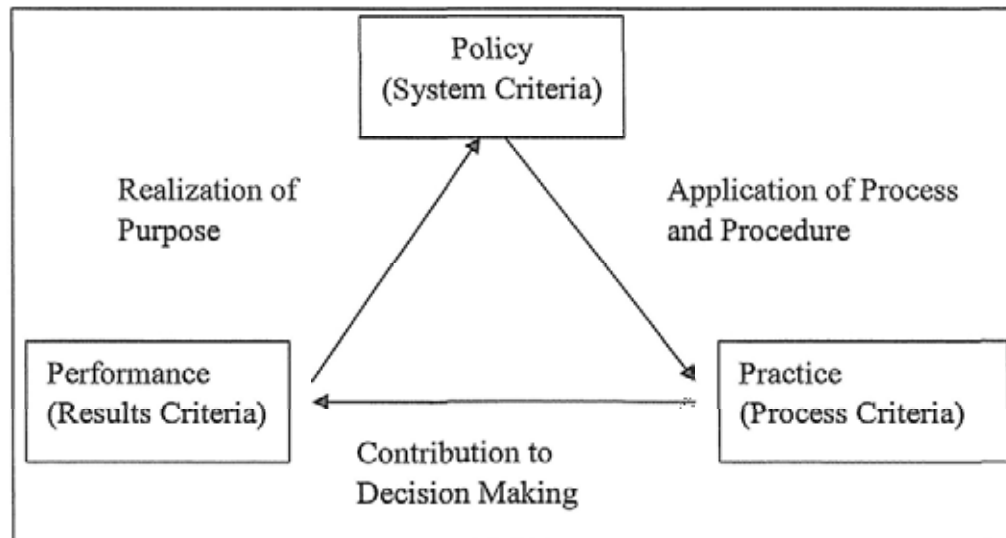 Policy
(System Criteria)
Realization of
Purpose
Application of Process
and Procedure
Performance
(Results Criteria)
Practice
(Process Criteria)
Contribution to
Decision Making